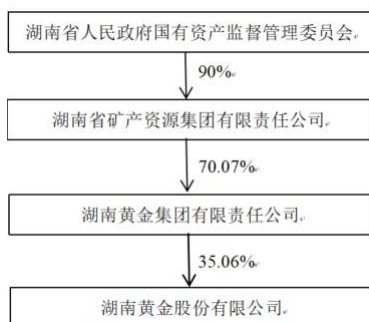 湖南省人民政府国有资产监督管理委员会
90%
湖南省矿产资源集团有限责任公司
70.07%
湖南黄金集团有限责任公司
35.06%
湖南黄金股份有限公司